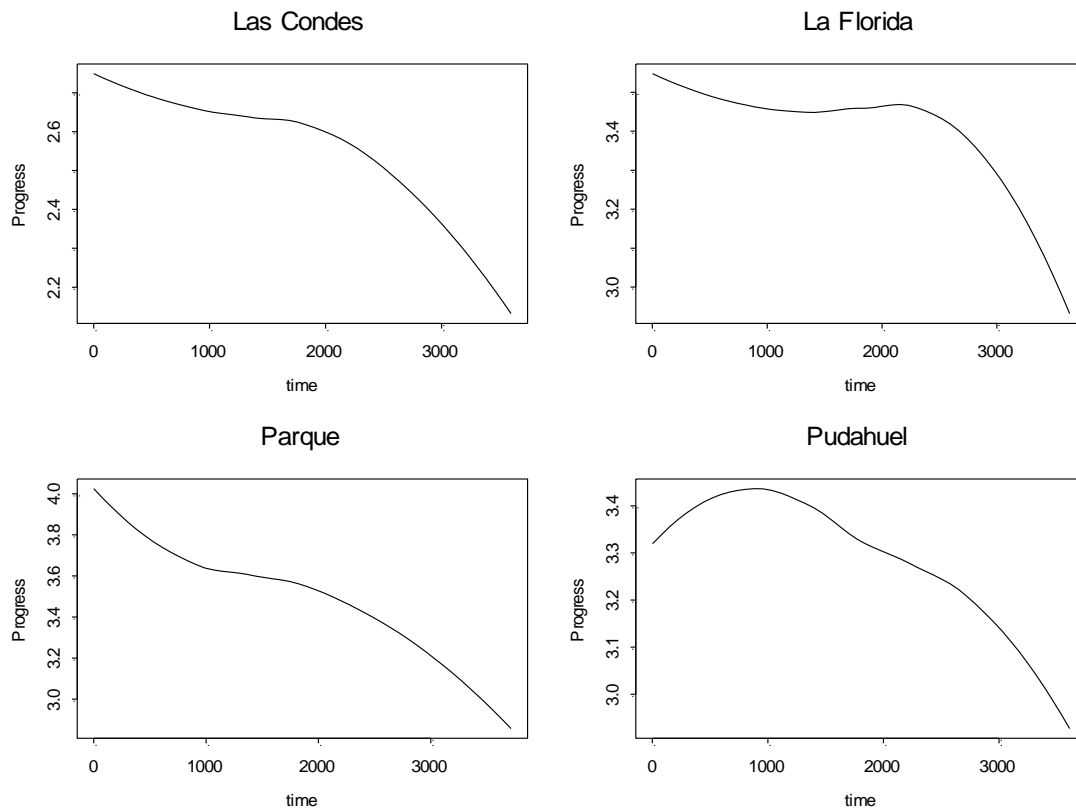 Las Condes
Progress
2.2 2.4 2.6
0 1000 2000 3000
time
La Florida
Progress
3.0 3.2 3.4
0 1000 2000 3000
time
Parque
Progress
3.0 3.2 3.4 3.6 3.8 4.0
0 1000 2000 3000
time
Pudahuel
Progress
3.0 3.1 3.2 3.3 3.4
0 1000 2000 3000
time